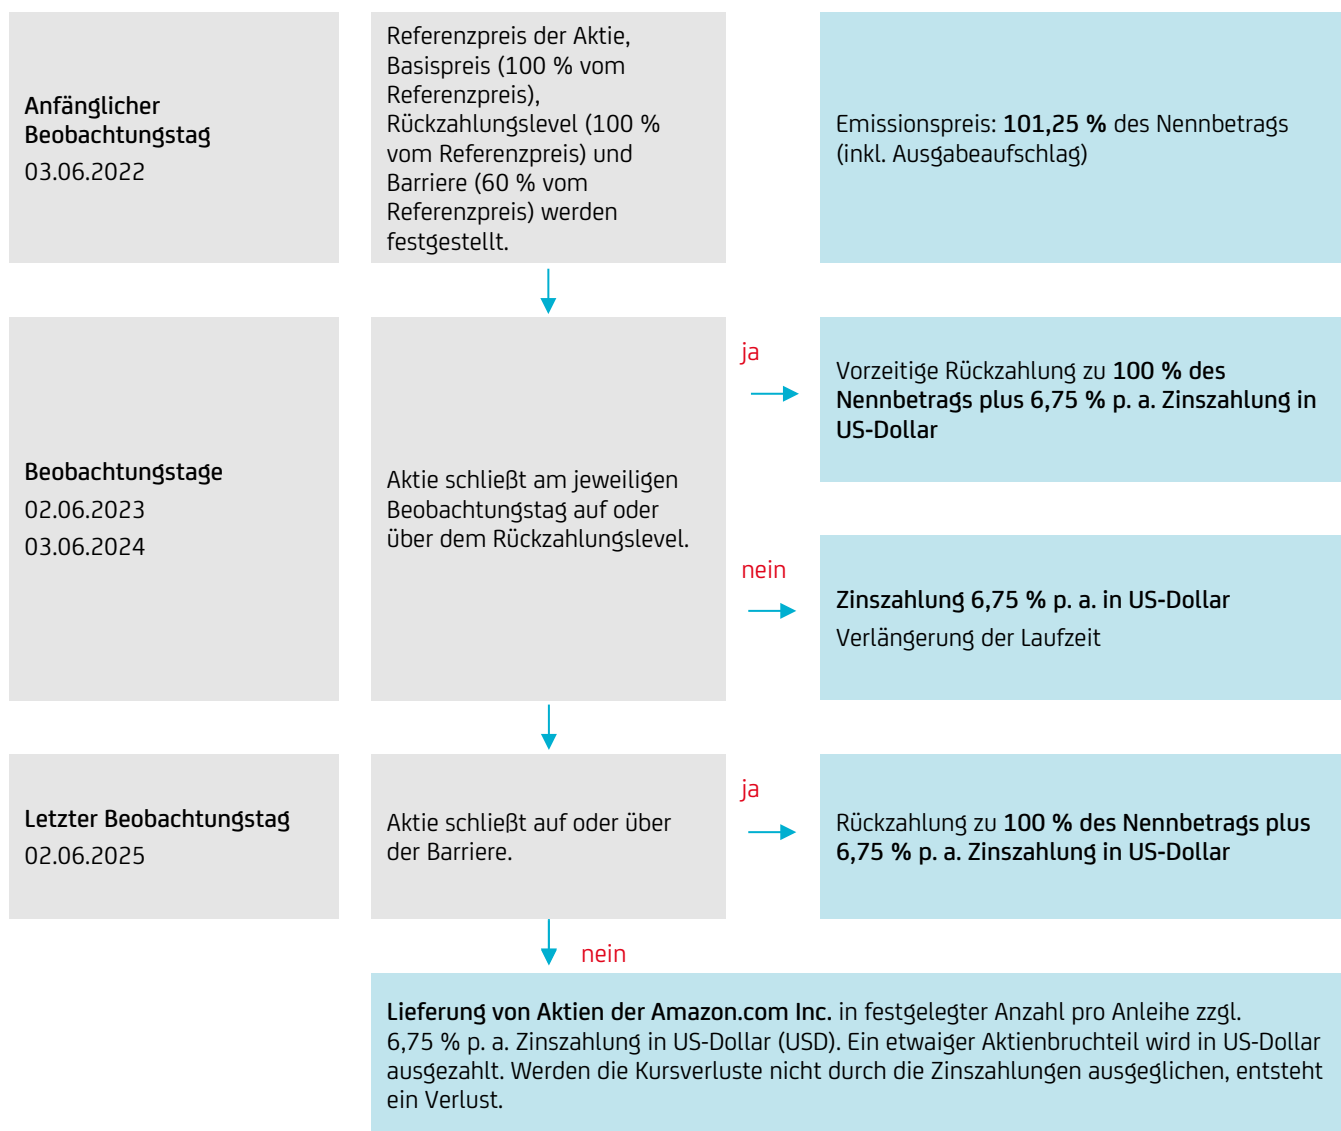 Anfänglicher
Beobachtungstag
03.06.2022
Referenzpreis der Aktie,
Basispreis (100 % vom
Referenzpreis),
Rückzahlungslevel (100 %
vom Referenzpreis) und
Barriere (60 % vom
Referenzpreis) werden
festgestellt.
Emissionspreis: 101,25 % des Nennbetrags
(inkl. Ausgabeaufschlag)
Beobachtungstage
02.06.2023
03.06.2024
Aktie schließt am jeweiligen
Beobachtungstag auf oder
über dem Rückzahlungslevel.
ja
Vorzeitige Rückzahlung zu 100 % des
Nennbetrags plus 6,75 % p. a. Zinszahlung in
US-Dollar
nein
Zinszahlung 6,75 % p. a. in US-Dollar
Verlängerung der Laufzeit
Letzter Beobachtungstag
02.06.2025
Aktie schließt auf oder über
der Barriere.
ja
Rückzahlung zu 100 % des Nennbetrags plus
6,75 % p. a. Zinszahlung in US-Dollar
nein
Lieferung von Aktien der Amazon.com Inc. in festgelegter Anzahl pro Anleihe zzgl.
6,75 % p. a. Zinszahlung in US-Dollar (USD). Ein etwaiger Aktienbruchteil wird in US-Dollar
ausgezahlt. Werden die Kursverluste nicht durch die Zinszahlungen ausgeglichen, entsteht
ein Verlust.